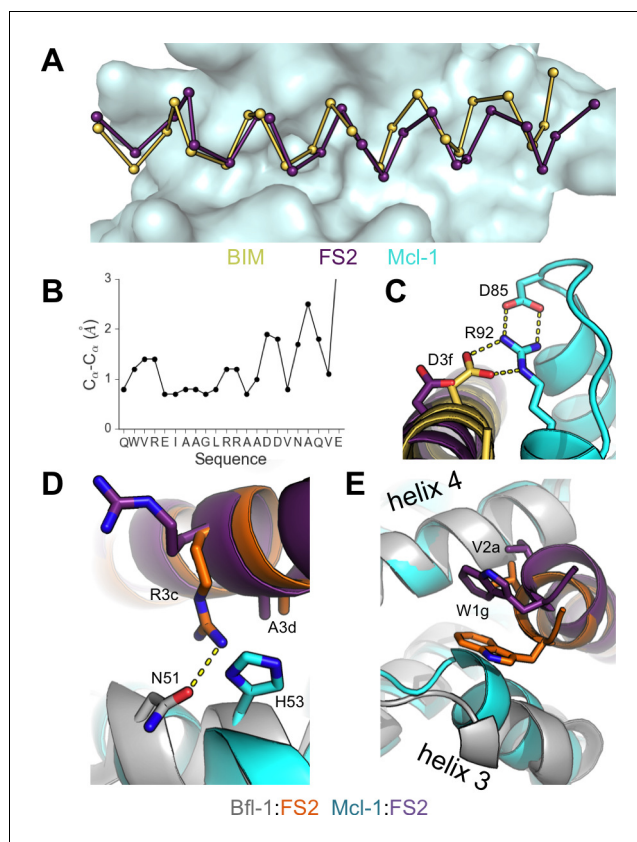 A
BIM FS2 Mcl-1
B
3
2
1
0
Cα-Cα (Å)
Q W V R E I A A G L R R A A D D V N A Q V E
Sequence
C
D85
R92
D3f
D
R3c
A3d
N51
H53
E
helix 4
V2a
W1g
helix 3
Bfl-1:FS2 Mcl-1:FS2